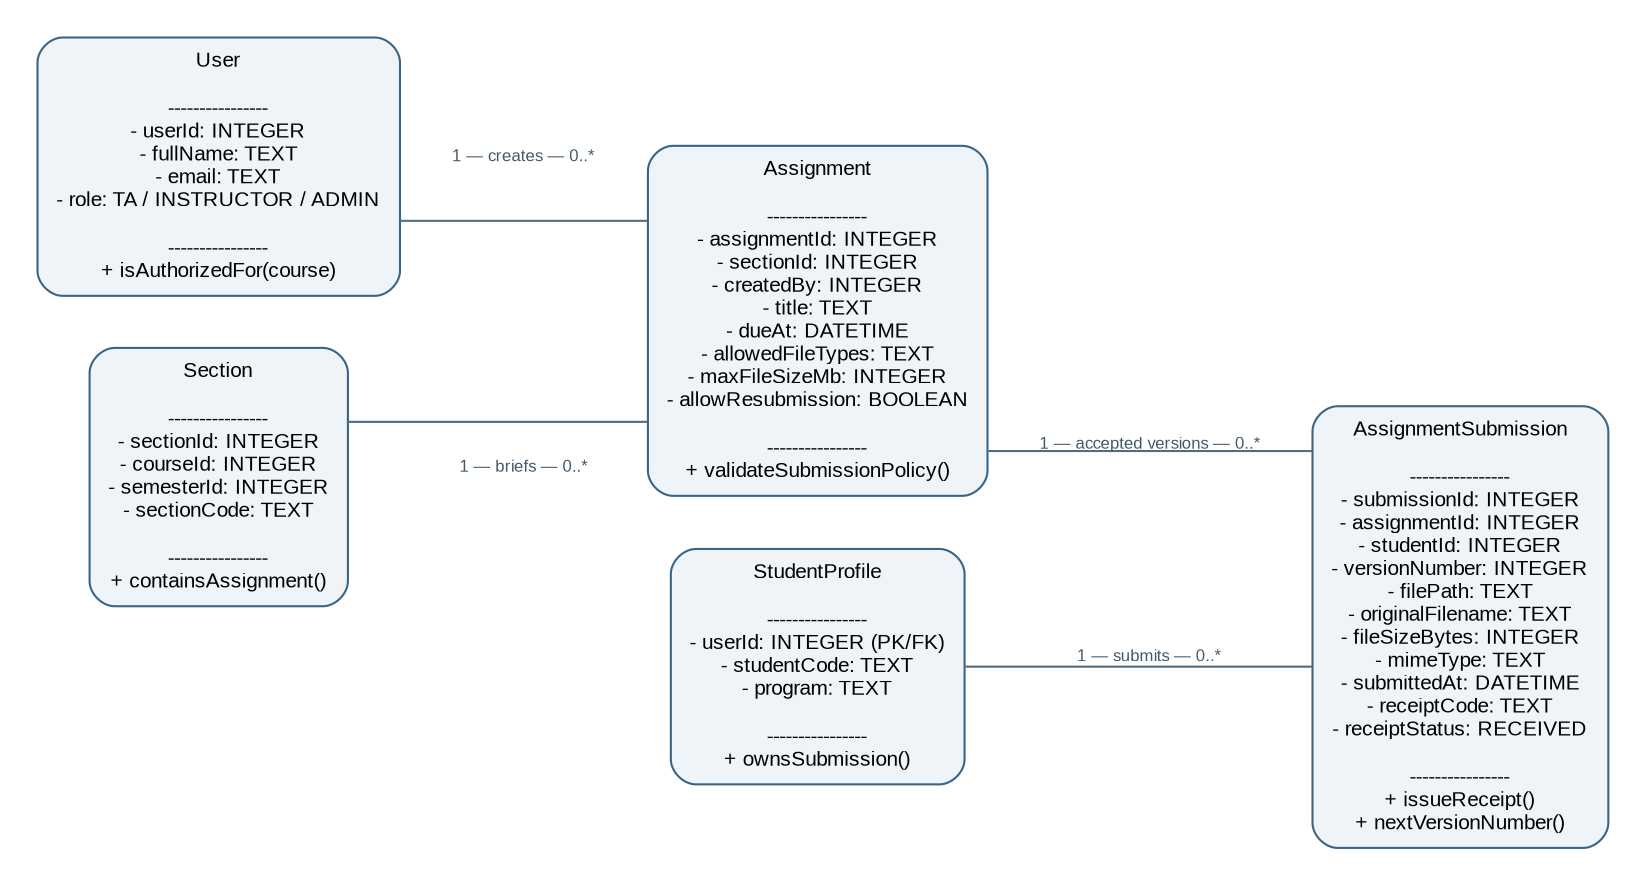 User
----------------
- userId: INTEGER
- fullName: TEXT
- email: TEXT
- role: TA / INSTRUCTOR / ADMIN
----------------
+ isAuthorizedFor(course)
1 — creates — 0..*
Section
----------------
- sectionId: INTEGER
- courseId: INTEGER
- semesterId: INTEGER
- sectionCode: TEXT
----------------
+ containsAssignment()
1 — briefs — 0..*
Assignment
----------------
- assignmentId: INTEGER
- sectionId: INTEGER
- createdBy: INTEGER
- title: TEXT
- dueAt: DATETIME
- allowedFileTypes: TEXT
- maxFileSizeMb: INTEGER
- allowResubmission: BOOLEAN
----------------
+ validateSubmissionPolicy()
1 — accepted versions — 0..*
StudentProfile
----------------
- userId: INTEGER (PK/FK)
- studentCode: TEXT
- program: TEXT
----------------
+ ownsSubmission()
1 — submits — 0..*
AssignmentSubmission
----------------
- submissionId: INTEGER
- assignmentId: INTEGER
- studentId: INTEGER
- versionNumber: INTEGER
- filePath: TEXT
- originalFilename: TEXT
- fileSizeBytes: INTEGER
- mimeType: TEXT
- submittedAt: DATETIME
- receiptCode: TEXT
- receiptStatus: RECEIVED
----------------
+ issueReceipt()
+ nextVersionNumber()